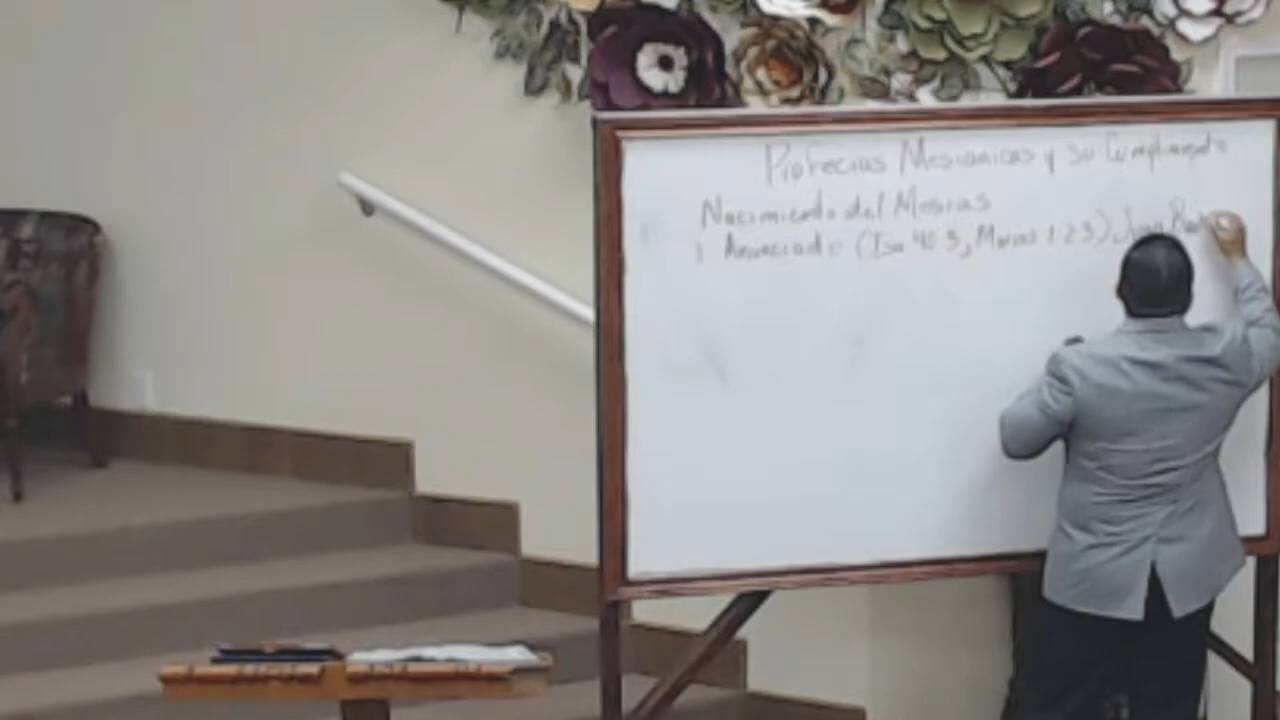 Profecias Mesianicas y su Cumplimiento
Nacimiento del Mesias
1 Anunciado (Isa 40:3, Marcos 1:2-3) Juan